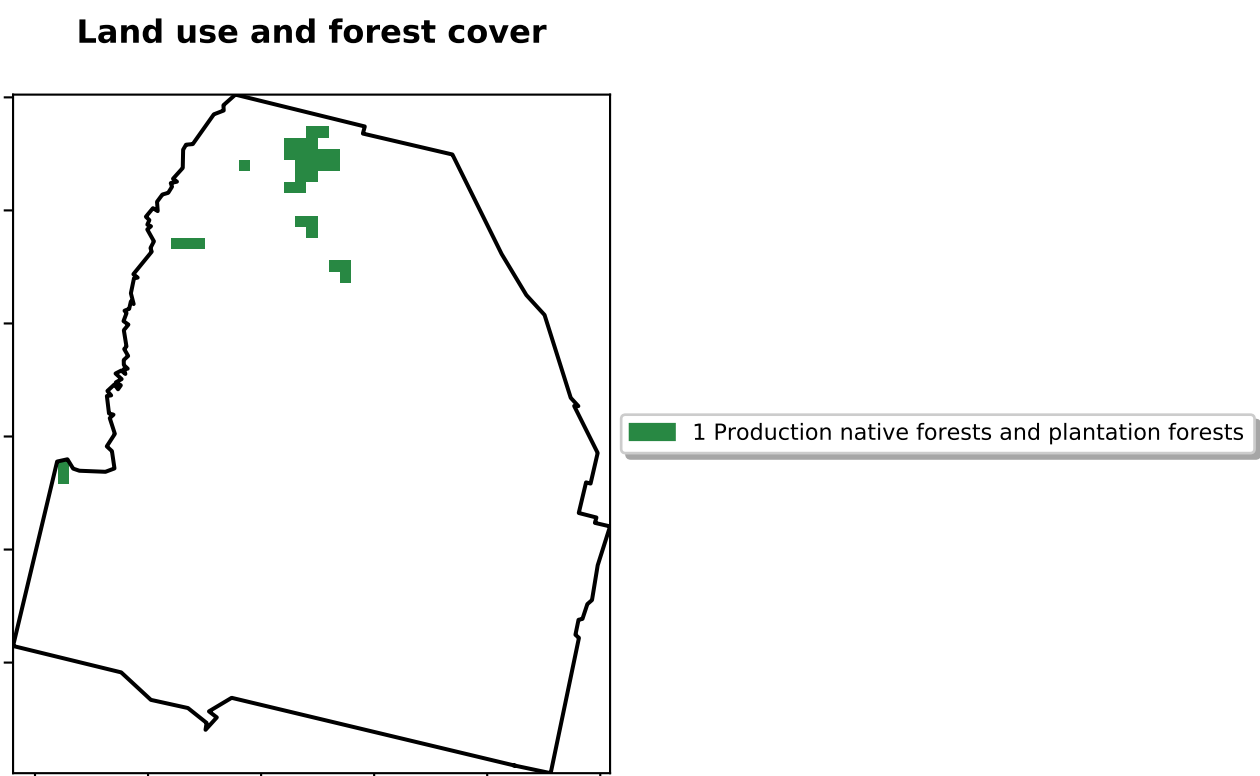 Land use and forest cover
1 Production native forests and plantation forests